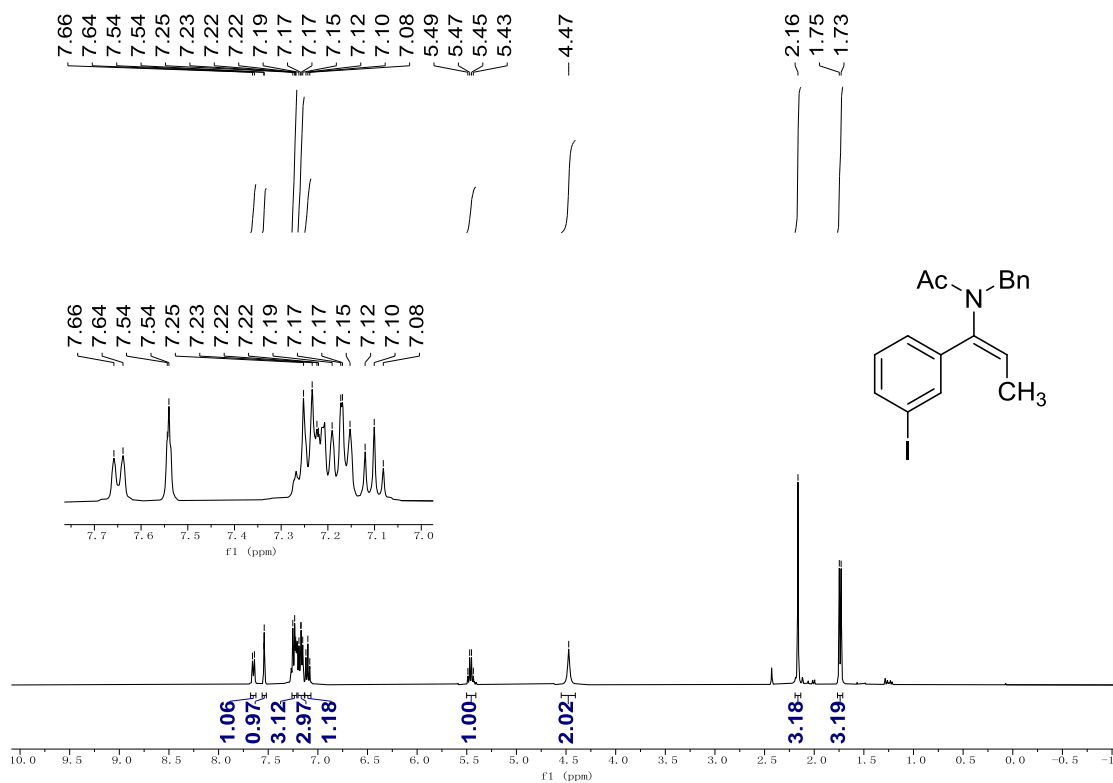 7.66 7.64 7.54 7.54 7.25 7.23 7.22 7.22 7.19 7.17 7.17 7.15 7.12 7.10 7.08 5.49 5.47 5.45 5.43 4.47 2.16 1.75 1.73
7.66 7.64 7.54 7.54 7.25 7.23 7.22 7.22 7.19 7.17 7.17 7.15 7.12 7.10 7.08
Ac N Bn
CH3
I
7.7 7.6 7.5 7.4 7.3 7.2 7.1 7.0
f1 (ppm)
1.06 0.97 3.12 2.97 1.18 1.00 2.02 3.18 3.19
10.0 9.5 9.0 8.5 8.0 7.5 7.0 6.5 6.0 5.5 5.0 4.5 4.0 3.5 3.0 2.5 2.0 1.5 1.0 0.5 0.0 -0.5
f1 (ppm)